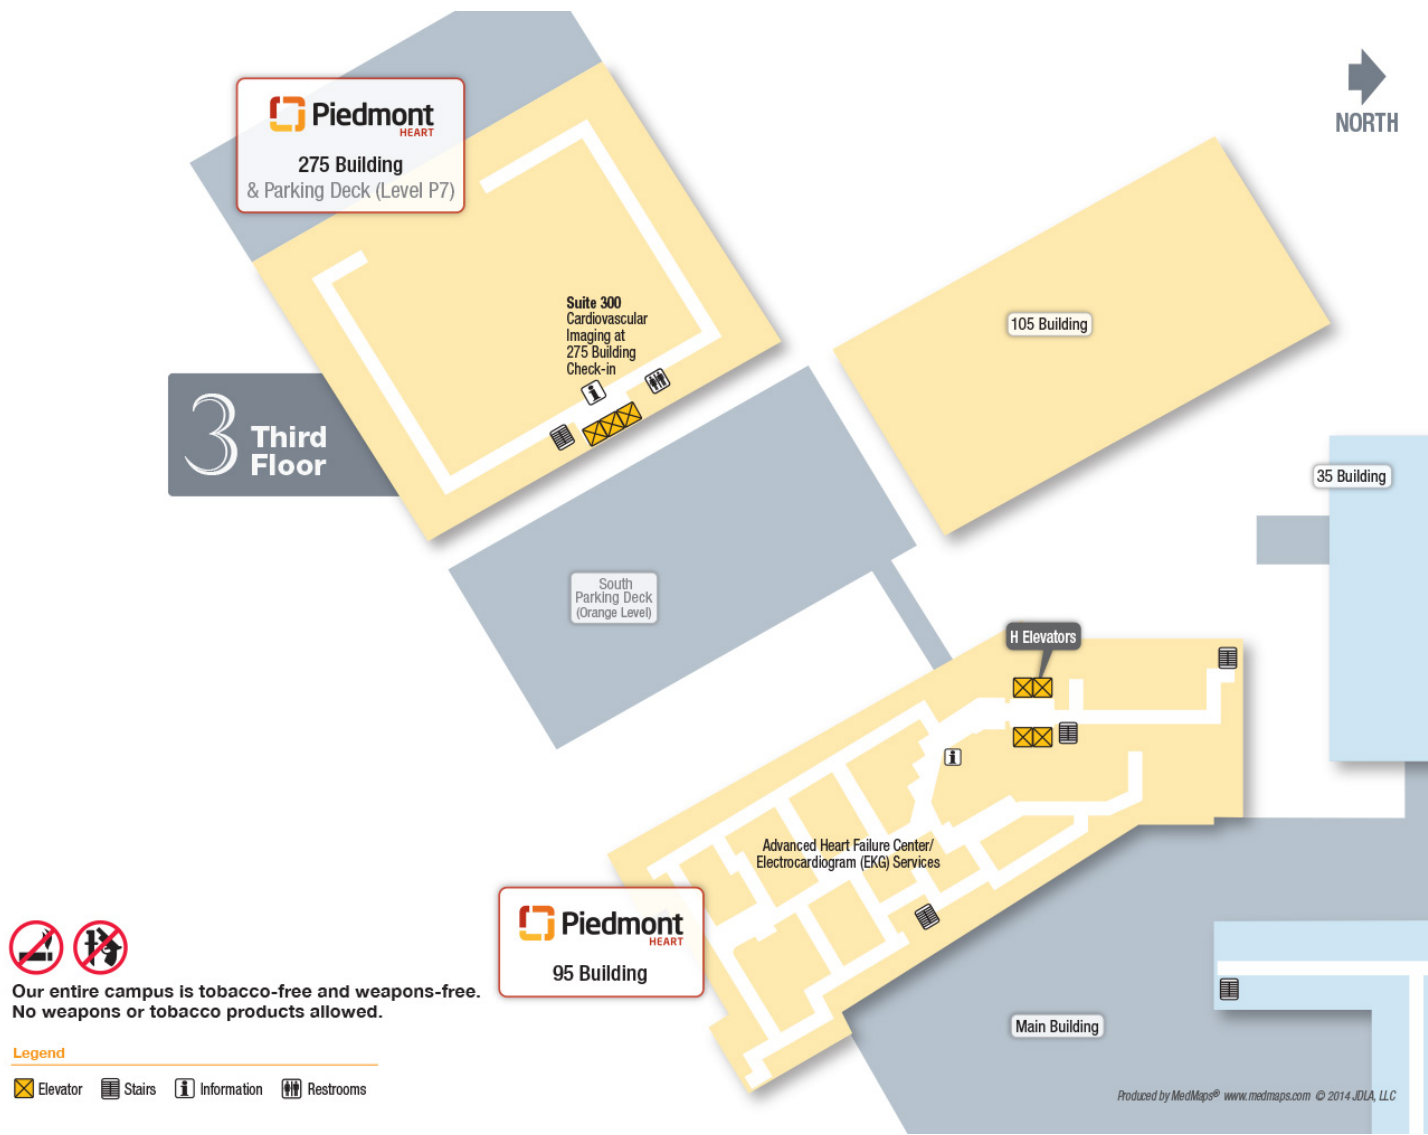 Piedmont
HEART
275 Building
& Parking Deck (Level P7)
NORTH
Suite 300
Cardiovascular
Imaging at
275 Building
Check-in
105 Building
3 Third
Floor
35 Building
South
Parking Deck
(Orange Level)
H Elevators
Advanced Heart Failure Center/
Electrocardiogram (EKG) Services
Piedmont
HEART
95 Building
Main Building
Our entire campus is tobacco-free and weapons-free.
No weapons or tobacco products allowed.
Legend
Elevator Stairs Information Restrooms
Produced by MedMaps® www.medmaps.com © 2014 JDLA, LLC